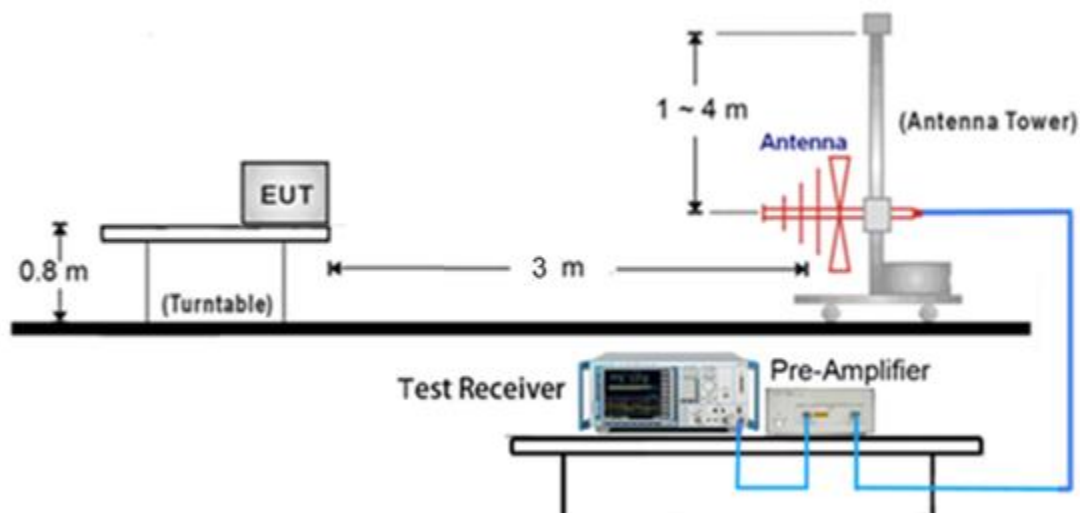 1 ~ 4 m
(Antenna Tower)
Antenna
EUT
0.8 m
3 m
(Turntable)
Test Receiver
Pre-Amplifier